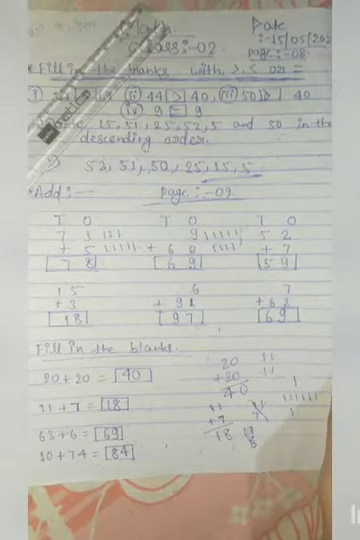 Math
Class:-02
Date
:-15/05/202
page:-08
*Fill in the blanks with >,< or =
(i) 69 (ii) 44 [>] 40, (iii) 50 [>] 40
(iv) 9 [=] 9
15, 51, 25, 52, 5 and 50 in the
descending order.
52, 51, 50, 25, 15, 5
*Add:- page:-09.
T O T O T O
7 3 9 5 2
+ 5 + 6 0 + 7
[7 8] [6 9] [5 9]
1 5 6 7
+ 3 + 9 1 + 6 2
[1 8] [9 7] [6 9]
Fill in the blanks.
20+20 = [40]
20
+20
40
11+7 = [18]
11
+7
18
63+6 = [69]
10+74 = [84]